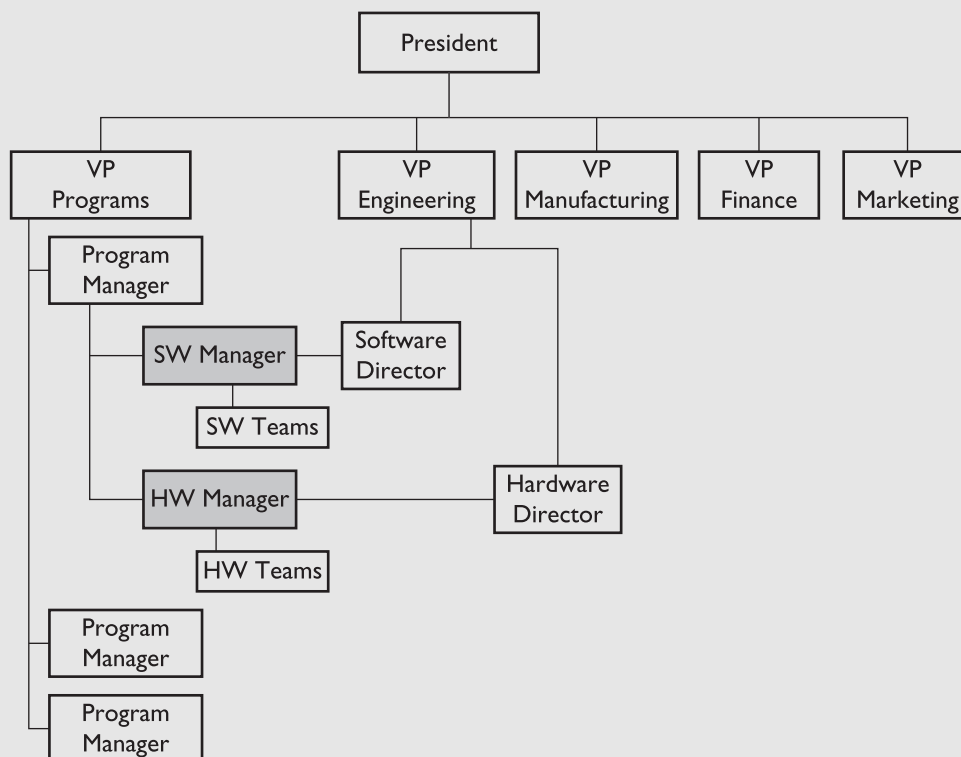 President
VP
Programs
VP
Engineering
VP
Manufacturing
VP
Finance
VP
Marketing
Program
Manager
SW Manager
Software
Director
SW Teams
HW Manager
Hardware
Director
HW Teams
Program
Manager
Program
Manager